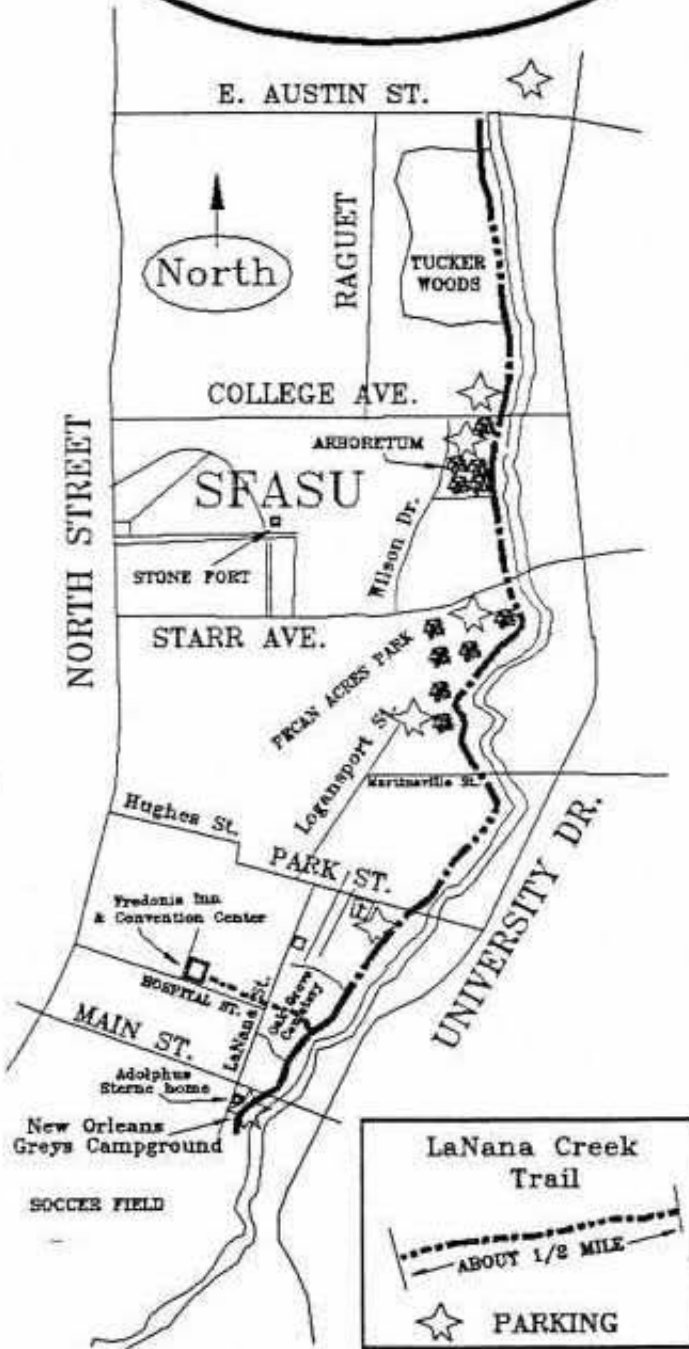 E. AUSTIN ST.
North
RAGUET
TUCKER
WOODS
COLLEGE AVE.
NORTH STREET
ARBORETUM
SFASU
Wilson Dr.
STONE FORT
STARR AVE.
PECAN ACRES PARK
Logansport St.
Martinsville St.
Hughes St.
PARK ST.
UNIVERSITY DR.
Fredonia Inn
& Convention Center
HOSPITAL ST.
LaNana St.
Oak Grove
Cemetery
MAIN ST.
Adolphus
Sterne home
New Orleans
Greys Campground
SOCCER FIELD
LaNana Creek
Trail
ABOUT 1/2 MILE
PARKING